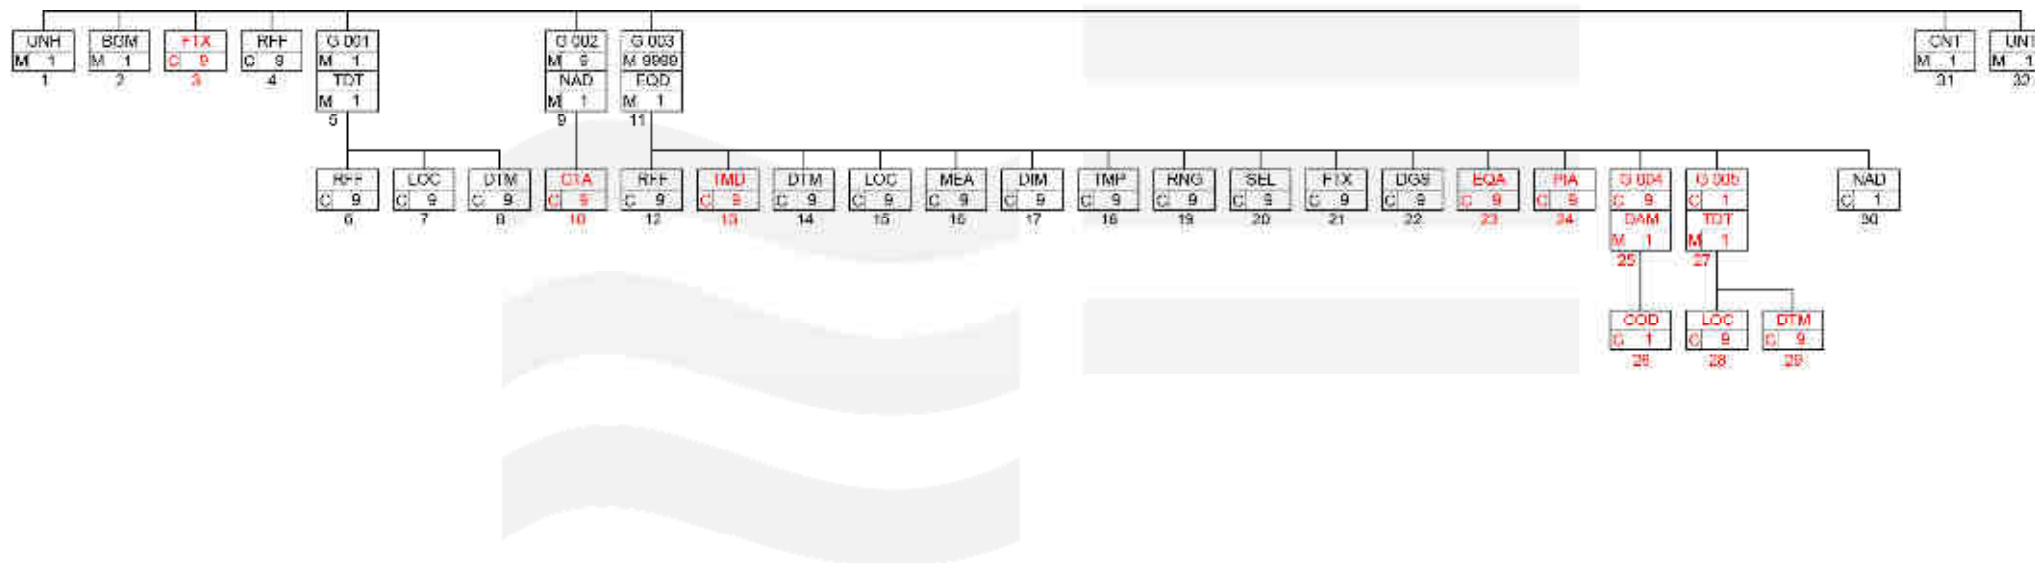 UNH BGM FTX RFF G 001 G 002 G 003 CNT UNT
M 1 M 1 C 9 C 9 M 1 M 9 M 9999 M 1 M 1
1 2 3 4 TDT NAD EQD 31 32
M 1 M 1 M 1
5 9 11
RFF LOC DTM CTA RFF TMD DTM LOC MEA DIM TMP RNG SEL FTX DGS EQA PIA G 004 G 005 NAD
C 9 C 9 C 9 C 9 C 9 C 9 C 9 C 9 C 9 C 9 C 9 C 9 C 9 C 9 C 9 C 9 C 9 C 9 C 1 C 1
6 7 8 10 12 13 14 15 16 17 18 19 20 21 22 23 24 DAM TDT 30
M 1 M 1
25 27
COD LOC DTM
C 1 C 9 C 9
26 28 29